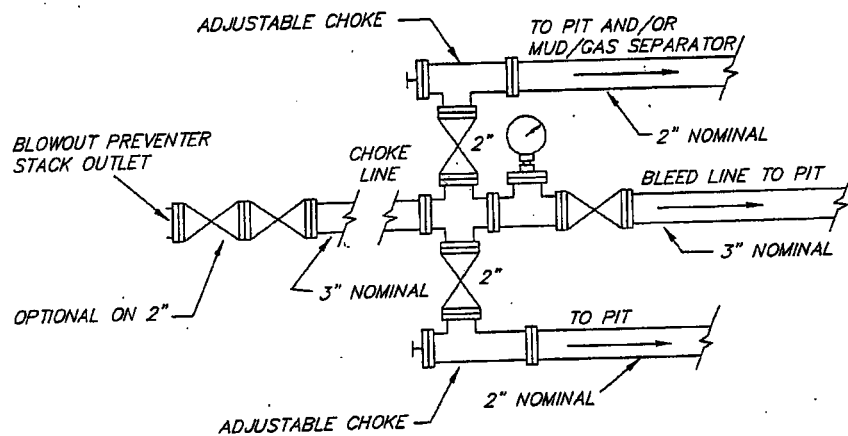 ADJUSTABLE CHOKE
TO PIT AND/OR
MUD/GAS SEPARATOR
2" NOMINAL
BLOWOUT PREVENTER
STACK OUTLET
CHOKE
LINE
2"
BLEED LINE TO PIT
3" NOMINAL
OPTIONAL ON 2"
3" NOMINAL
2"
TO PIT
2" NOMINAL
ADJUSTABLE CHOKE